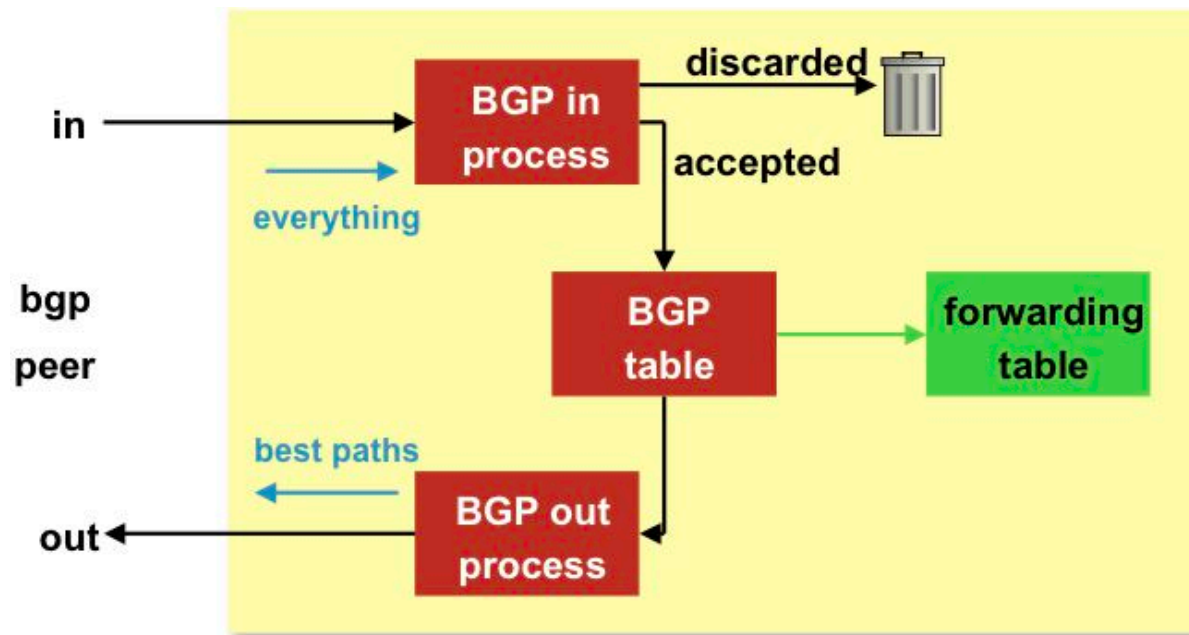 discarded
BGP in
process
in
accepted
everything
bgp
peer
BGP
table
forwarding
table
best paths
BGP out
process
out